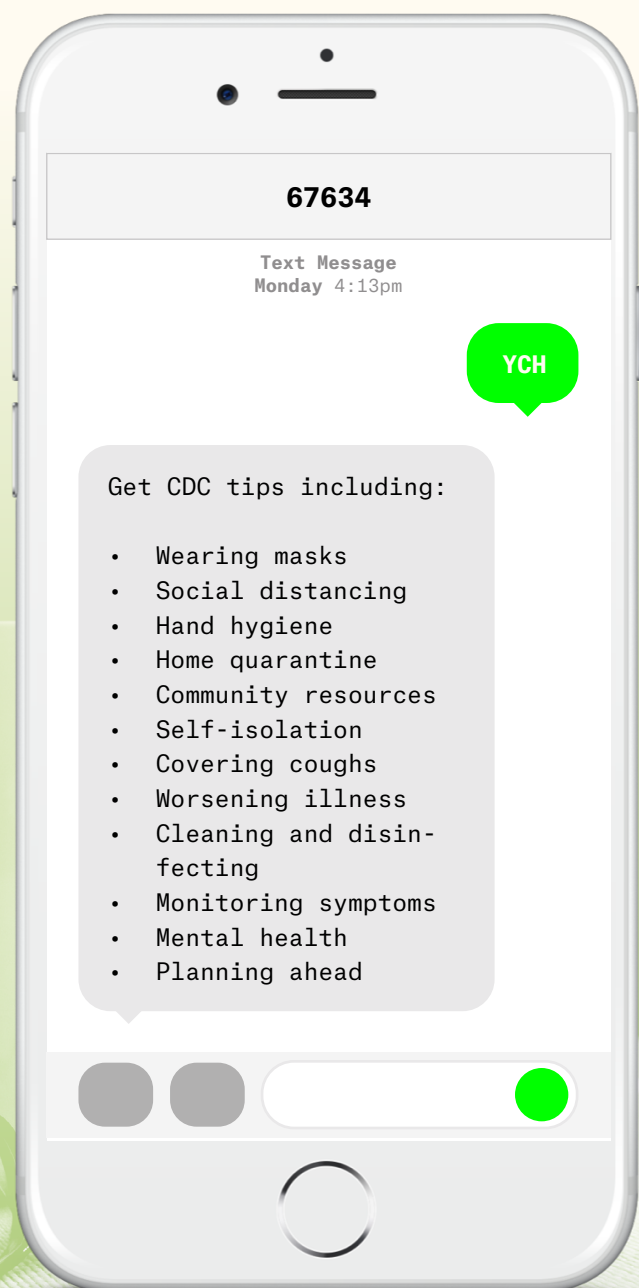 67634
Text Message
Monday 4:13pm
YCH
Get CDC tips including:
• Wearing masks
• Social distancing
• Hand hygiene
• Home quarantine
• Community resources
• Self-isolation
• Covering coughs
• Worsening illness
• Cleaning and disin-
fecting
• Monitoring symptoms
• Mental health
• Planning ahead